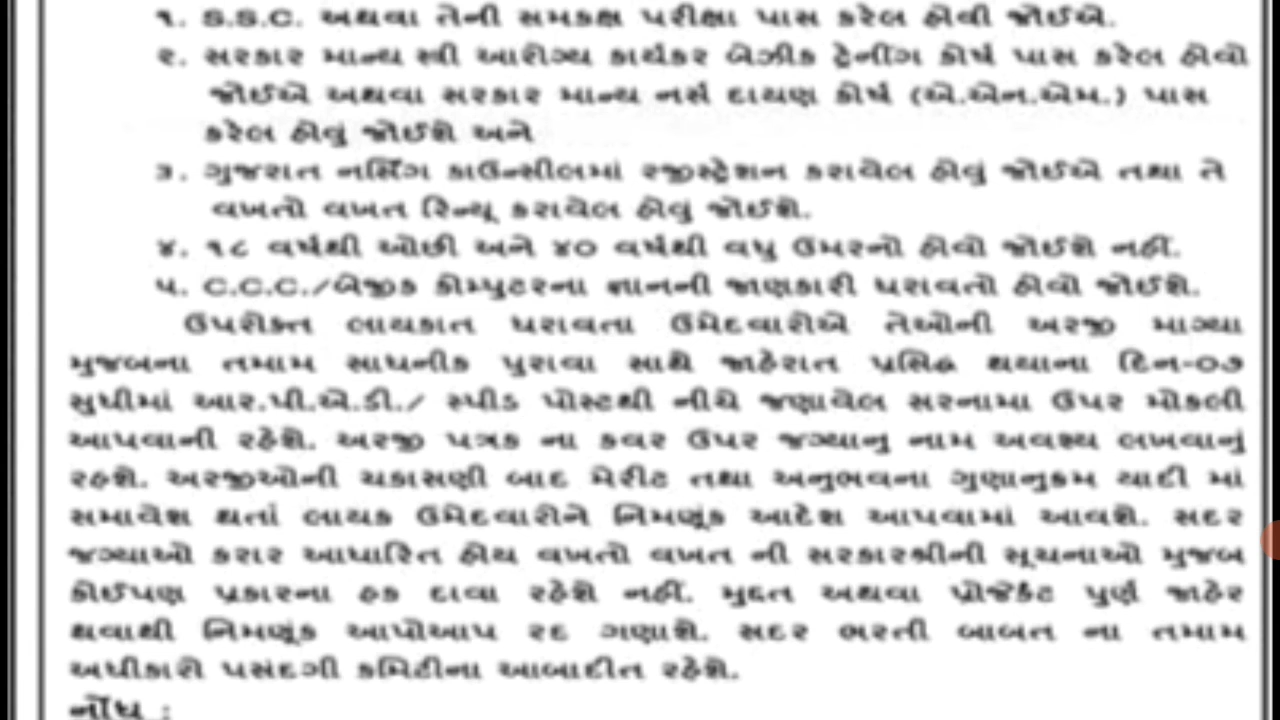 ૧. S.S.C. અથવા તેની સમકક્ષ પરીક્ષા પાસ કરેલ હોવી જોઈએ.
૨. સરકાર માન્ય સ્ત્રી આરોગ્ય કાર્યકર બેઝીક ટ્રેનીંગ કોર્ષ પાસ કરેલ હોવો
જોઈએ અથવા સરકાર માન્ય નર્સ દાયણ કોર્ષ (એ.એન.એમ.) પાસ
કરેલ હોવું જોઈશે અને
૩. ગુજરાત નર્સિંગ કાઉન્સીલમાં રજીસ્ટ્રેશન કરાવેલ હોવું જોઈએ તથા તે
વખતો વખત રિન્યૂ કરાવેલ હોવું જોઈશે.
૪. ૧૮ વર્ષથી ઓછી અને ૪૦ વર્ષથી વધુ ઉંમરનો હોવો જોઈશે નહીં.
૫. C.C.C./બેજીક કોમ્પુટરના જ્ઞાનની જાણકારી ધરાવતો હોવો જોઈશે.
ઉપરોક્ત લાયકાત ધરાવતા ઉમેદવારોએ તેઓની અરજી માગ્યા
મુજબના તમામ સાધનીક પુરાવા સાથે જાહેરાત પ્રસિદ્ધ થયાના દિન-૦૭
સુધીમાં આર.પી.એ.ડી./ સ્પીડ પોસ્ટથી નીચે જણાવેલ સરનામા ઉપર મોકલી
આપવાની રહેશે. અરજી પત્રક ના કવર ઉપર જગ્યાનુ નામ અવશ્ય લખવાનું
રહશે. અરજીઓની ચકાસણી બાદ મેરીટ તથા અનુભવના ગુણાનુકમ યાદી માં
સમાવેશ થતાં લાયક ઉમેદવારોને નિમણૂંક આદેશ આપવામાં આવશે. સદર
જગ્યાઓ કરાર આધારિત હોય વખતો વખત ની સરકારશ્રીની સૂચનાઓ મુજબ
કોઈપણ પ્રકારના હક દાવા રહેશે નહીં. મુદ્દત અથવા પ્રોજેકટ પુર્ણ જાહેર
થવાથી નિમણૂંક આપોઆપ રદ ગણાશે. સદર ભરતી બાબત ના તમામ
અધીકારો પસંદગી કમિટીના આબાદીત રહેશે.
નોંધ :